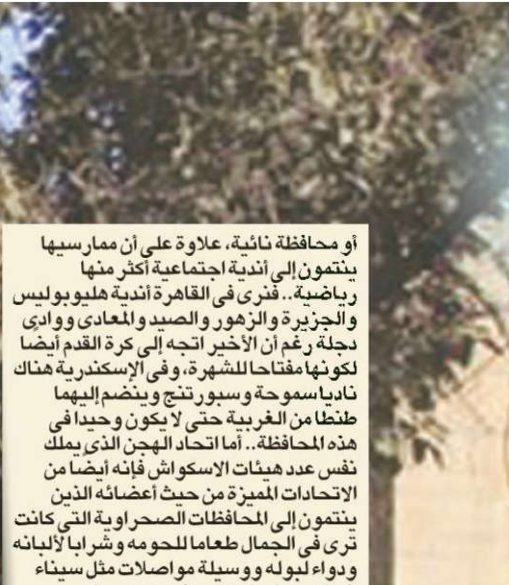 أو محافظة نائية، علاوة على أن ممارسيها
ينتمون إلى أندية اجتماعية أكثر منها
رياضية.. فنرى فى القاهرة أندية هليوبوليس
والجزيرة والزهور والصيد والمعادى ووادى
دجلة رغم أن الأخير اتجه إلى كرة القدم أيضا
لكونها مفتاحا للشهرة، وفى الإسكندرية هناك
ناديا سموحة وسبورتنج وينضم إليهما
طنطا من الغربية حتى لا يكون وحيدا فى
هذه المحافظة.. أما اتحاد الهجن الذى يملك
نفس عدد هيئات الاسكواش فإنه أيضا من
الاتحادات المميزة من حيث أعضائه الذين
ينتمون إلى المحافظات الصحراوية التى كانت
ترى فى الجمال طعاما للحومه وشرابا لألبانه
ودواء لبوله ووسيلة مواصلات مثل سيناء